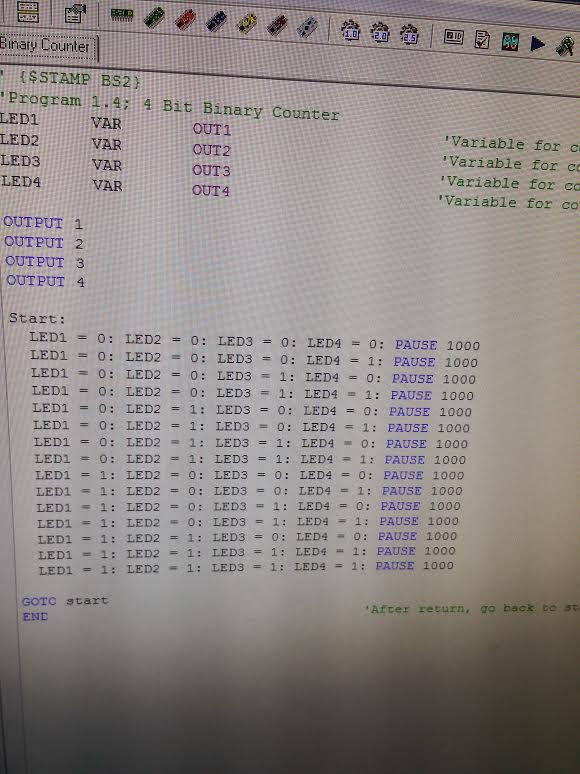 1.0 2.0 2.5 ID
Binary Counter
' {$STAMP BS2}
'Program 1.4; 4 Bit Binary Counter
LED1 VAR OUT1 'Variable for co
LED2 VAR OUT2 'Variable for co
LED3 VAR OUT3 'Variable for co
LED4 VAR OUT4 'Variable for co
OUTPUT 1
OUTPUT 2
OUTPUT 3
OUTPUT 4
Start:
LED1 = 0: LED2 = 0: LED3 = 0: LED4 = 0: PAUSE 1000
LED1 = 0: LED2 = 0: LED3 = 0: LED4 = 1: PAUSE 1000
LED1 = 0: LED2 = 0: LED3 = 1: LED4 = 0: PAUSE 1000
LED1 = 0: LED2 = 0: LED3 = 1: LED4 = 1: PAUSE 1000
LED1 = 0: LED2 = 1: LED3 = 0: LED4 = 0: PAUSE 1000
LED1 = 0: LED2 = 1: LED3 = 0: LED4 = 1: PAUSE 1000
LED1 = 0: LED2 = 1: LED3 = 1: LED4 = 0: PAUSE 1000
LED1 = 0: LED2 = 1: LED3 = 1: LED4 = 1: PAUSE 1000
LED1 = 1: LED2 = 0: LED3 = 0: LED4 = 0: PAUSE 1000
LED1 = 1: LED2 = 0: LED3 = 0: LED4 = 1: PAUSE 1000
LED1 = 1: LED2 = 0: LED3 = 1: LED4 = 0: PAUSE 1000
LED1 = 1: LED2 = 0: LED3 = 1: LED4 = 1: PAUSE 1000
LED1 = 1: LED2 = 1: LED3 = 0: LED4 = 0: PAUSE 1000
LED1 = 1: LED2 = 1: LED3 = 1: LED4 = 1: PAUSE 1000
LED1 = 1: LED2 = 1: LED3 = 1: LED4 = 1: PAUSE 1000
GOTO start 'After return, go back to st
END